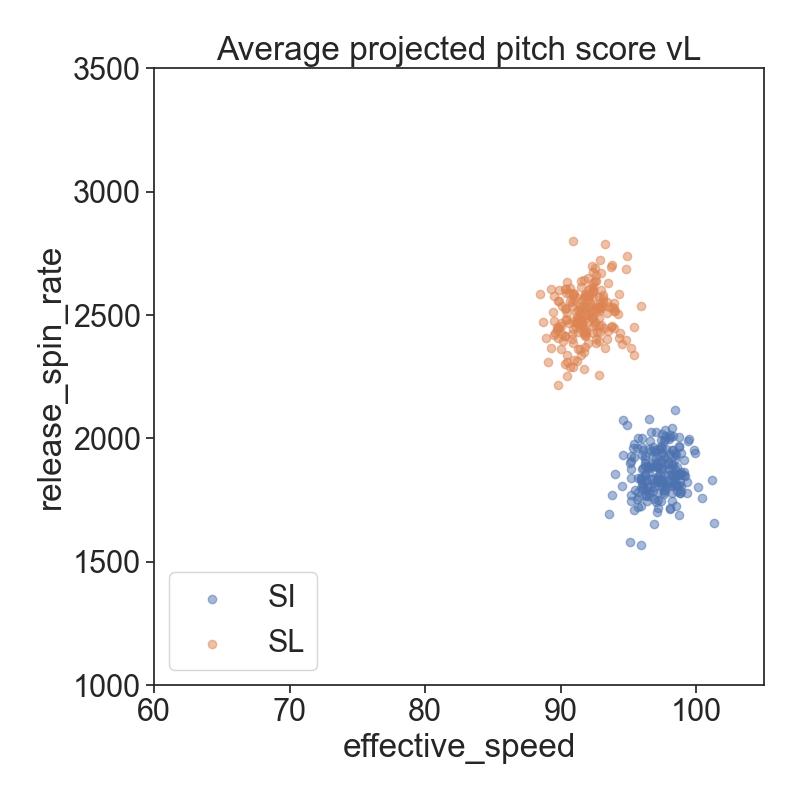 Average projected pitch score vL
3500
3000
2500
2000
1500
1000
release_spin_rate
SI
SL
60
70
80
90
100
effective_speed